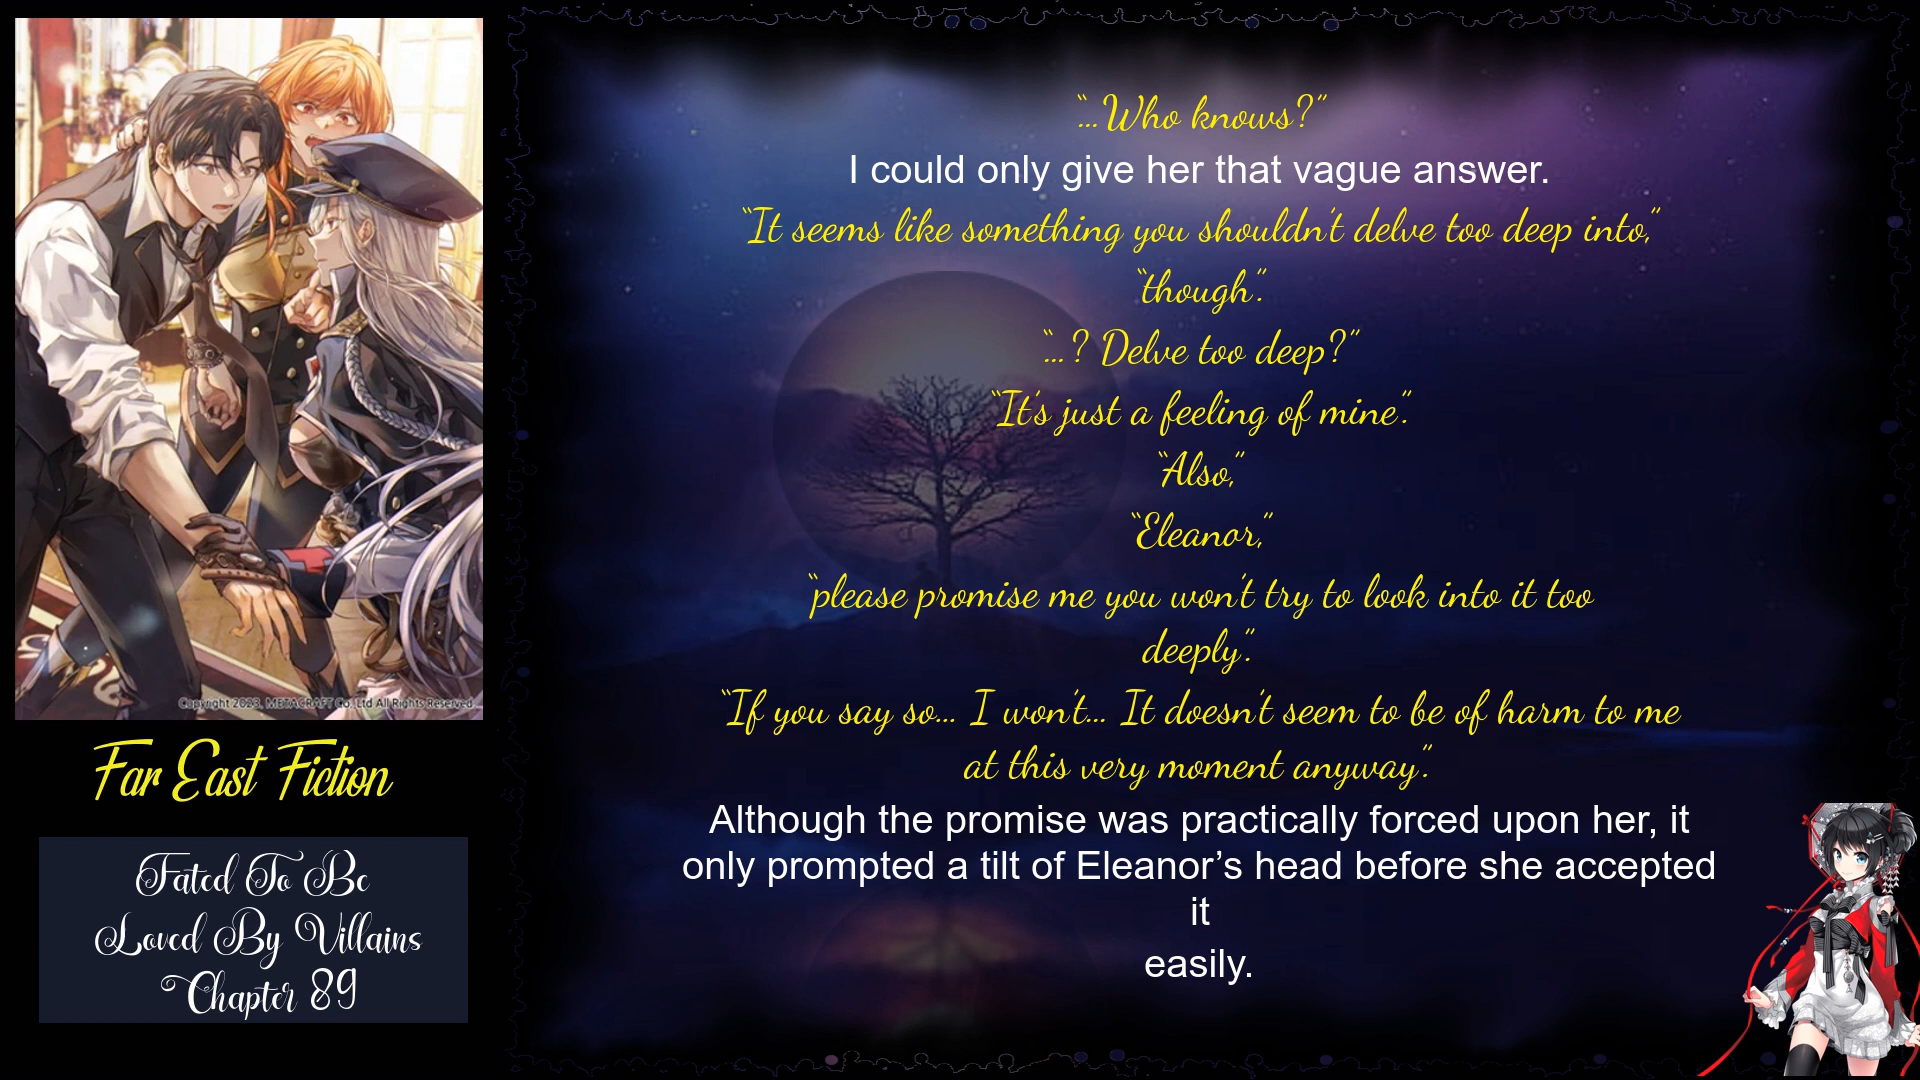 "...Who knows?"
I could only give her that vague answer.
"It seems like something you shouldn't delve too deep into,"
"though."
"...? Delve too deep?"
"It's just a feeling of mine."
"Also,"
"Eleanor,"
"please promise me you won't try to look into it too
deeply."
"If you say so... I won't... It doesn't seem to be of harm to me
at this very moment anyway."
Although the promise was practically forced upon her, it
only prompted a tilt of Eleanor’s head before she accepted
it
easily.
Copyright 2023, METACRAFT Co. Ltd All Rights Reserved
Far East Fiction
Fated To Be
Loved By Villains
Chapter 89